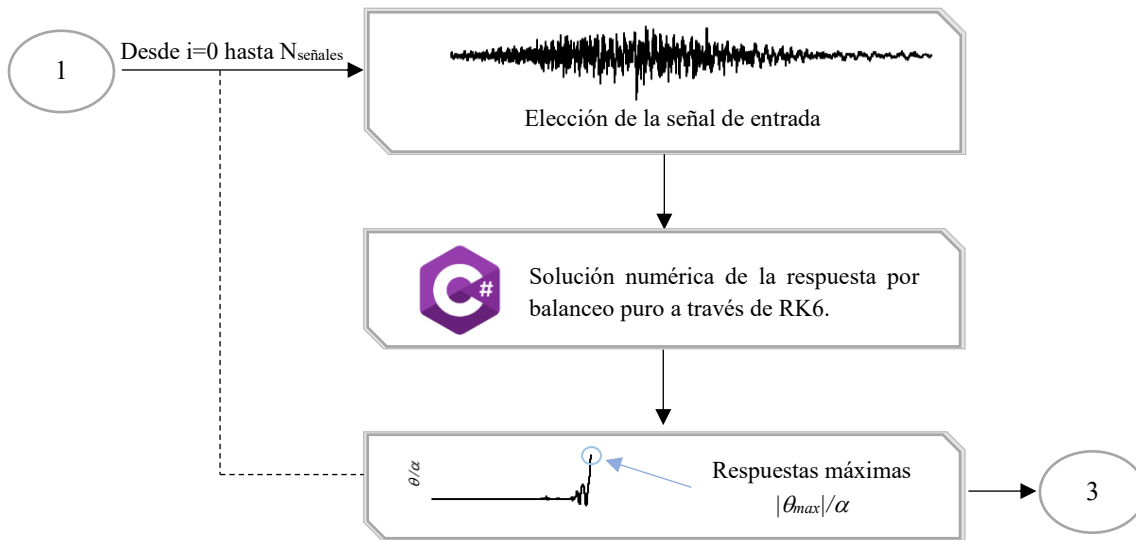 1
Desde i=0 hasta Nseñales
Elección de la señal de entrada
C#
Solución numérica de la respuesta por
balanceo puro a través de RK6.
θ/α
Respuestas máximas
|θmax|/α
3